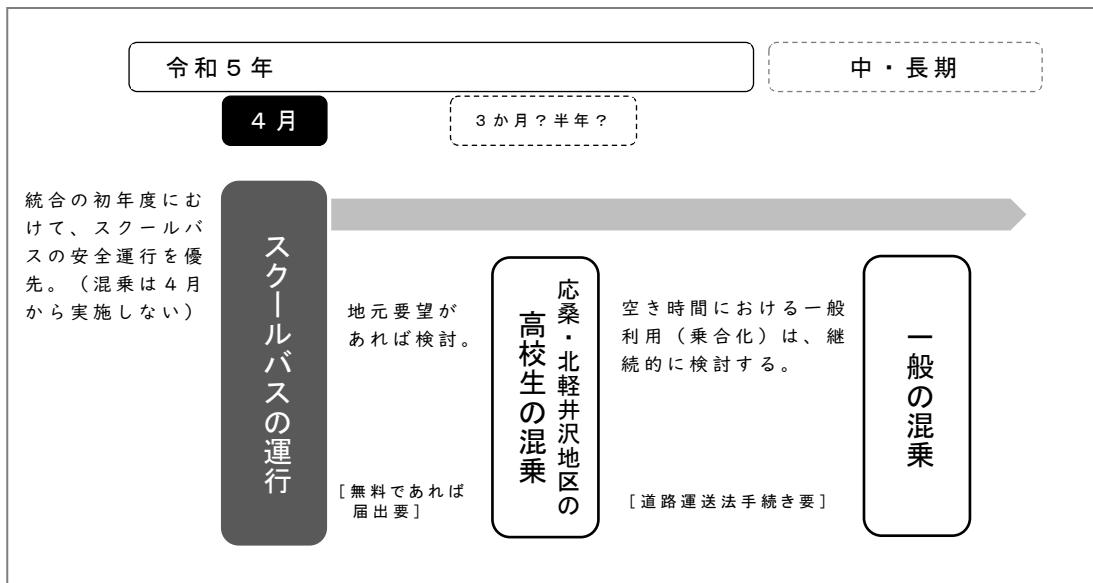 令和5年
中・長期
4月
3か月？半年？
統合の初年度にむ
けて、スクールバ
スの安全運行を優
先。（混乗は4月
から実施しない）
スクールバスの運行
地元要望が
あれば検討。
［無料であれば
届出要］
応桑・北軽井沢地区の
高校生の混乗
空き時間における一般
利用（乗合化）は、継
続的に検討する。
［道路運送法手続き要］
一般の混乗